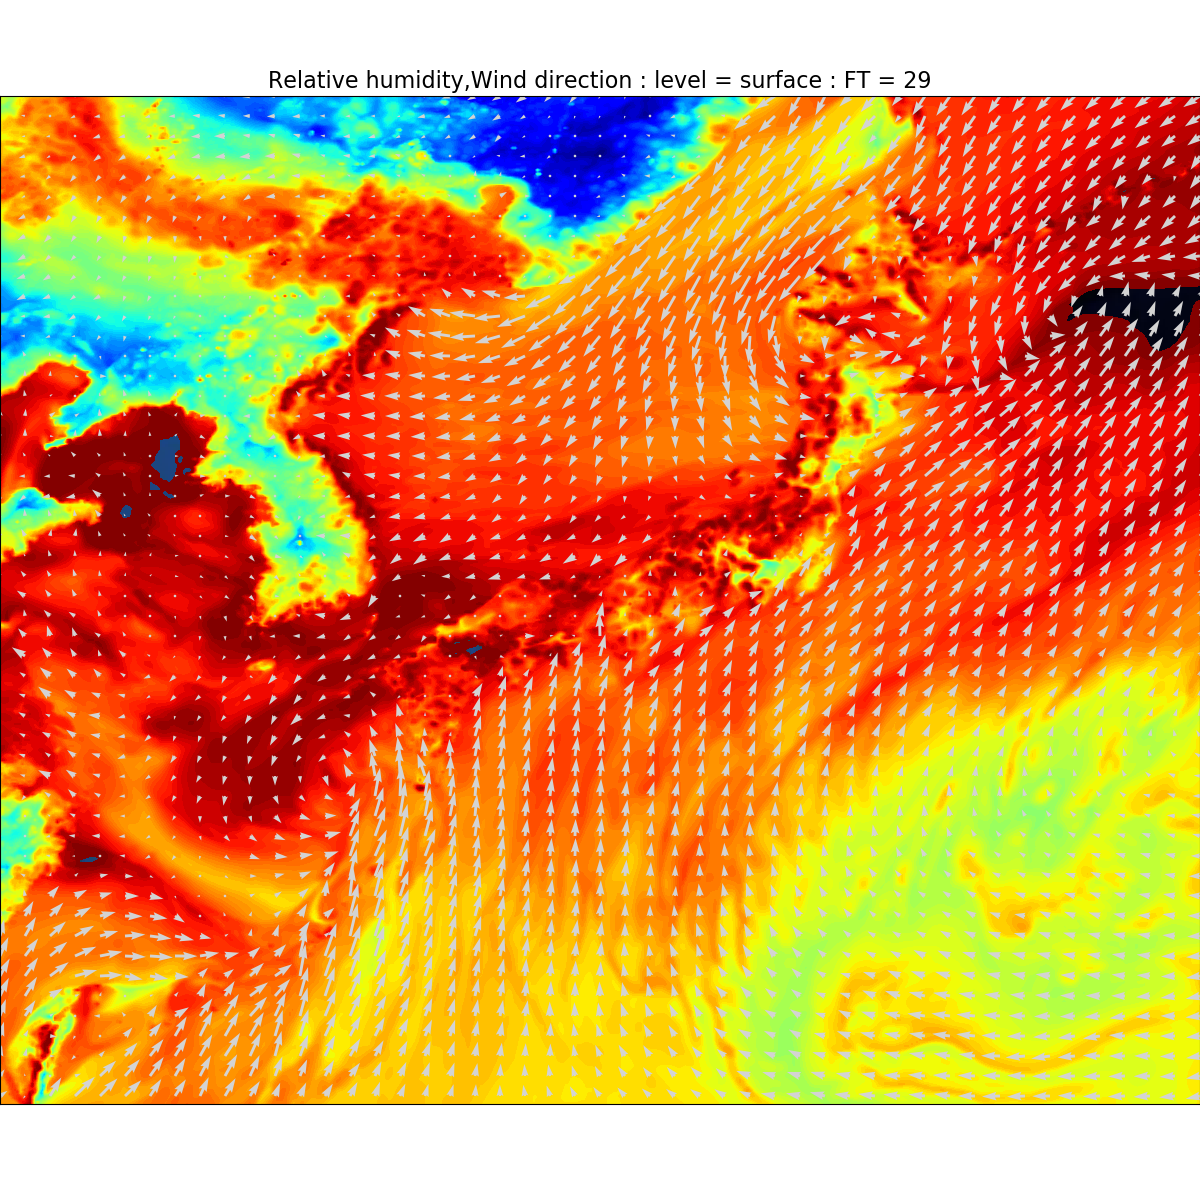 Relative humidity,Wind direction : level = surface : FT = 29